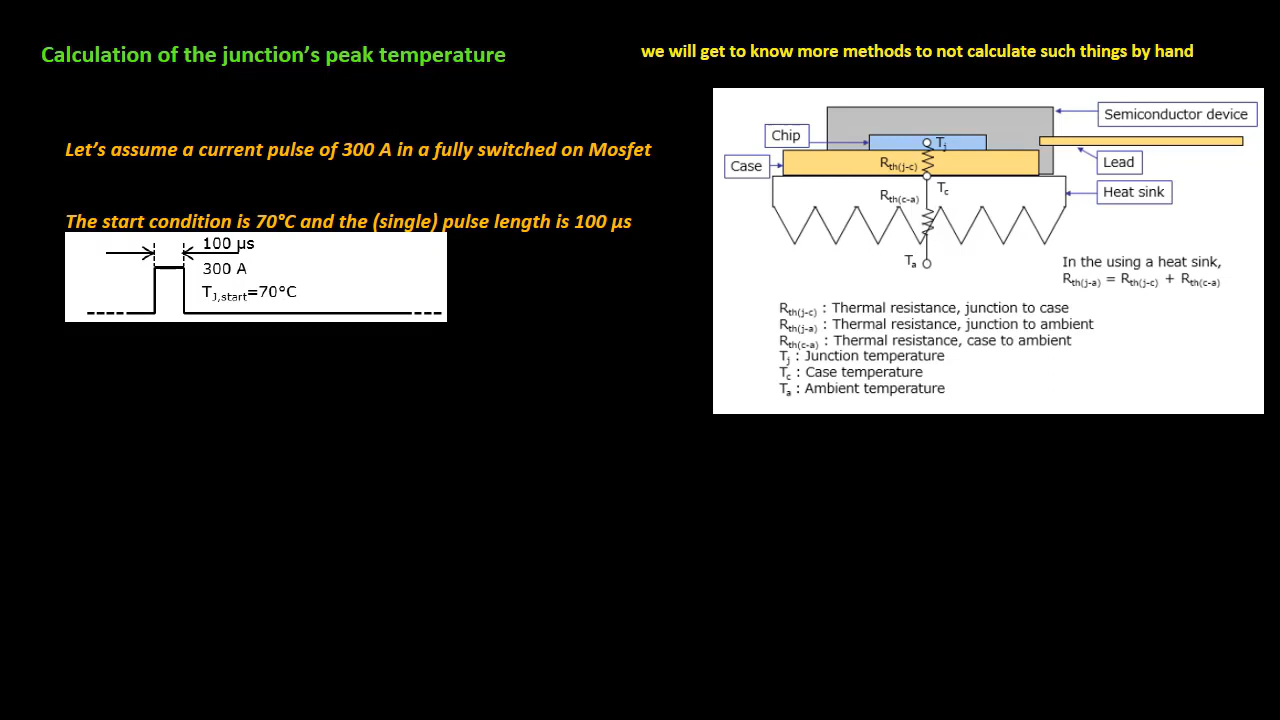 Calculation of the junction's peak temperature
we will get to know more methods to not calculate such things by hand
Let's assume a current pulse of 300 A in a fully switched on Mosfet
The start condition is 70°C and the (single) pulse length is 100 µs
100 µs
300 A
TJ,start=70°C
Semiconductor device
Chip
Tj
Case
Rth(j-c)
Lead
Tc
Heat sink
Rth(c-a)
Ta
In the using a heat sink,
Rth(j-a) = Rth(j-c) + Rth(c-a)
Rth(j-c) : Thermal resistance, junction to case
Rth(j-a) : Thermal resistance, junction to ambient
Rth(c-a) : Thermal resistance, case to ambient
Tj : Junction temperature
Tc : Case temperature
Ta : Ambient temperature